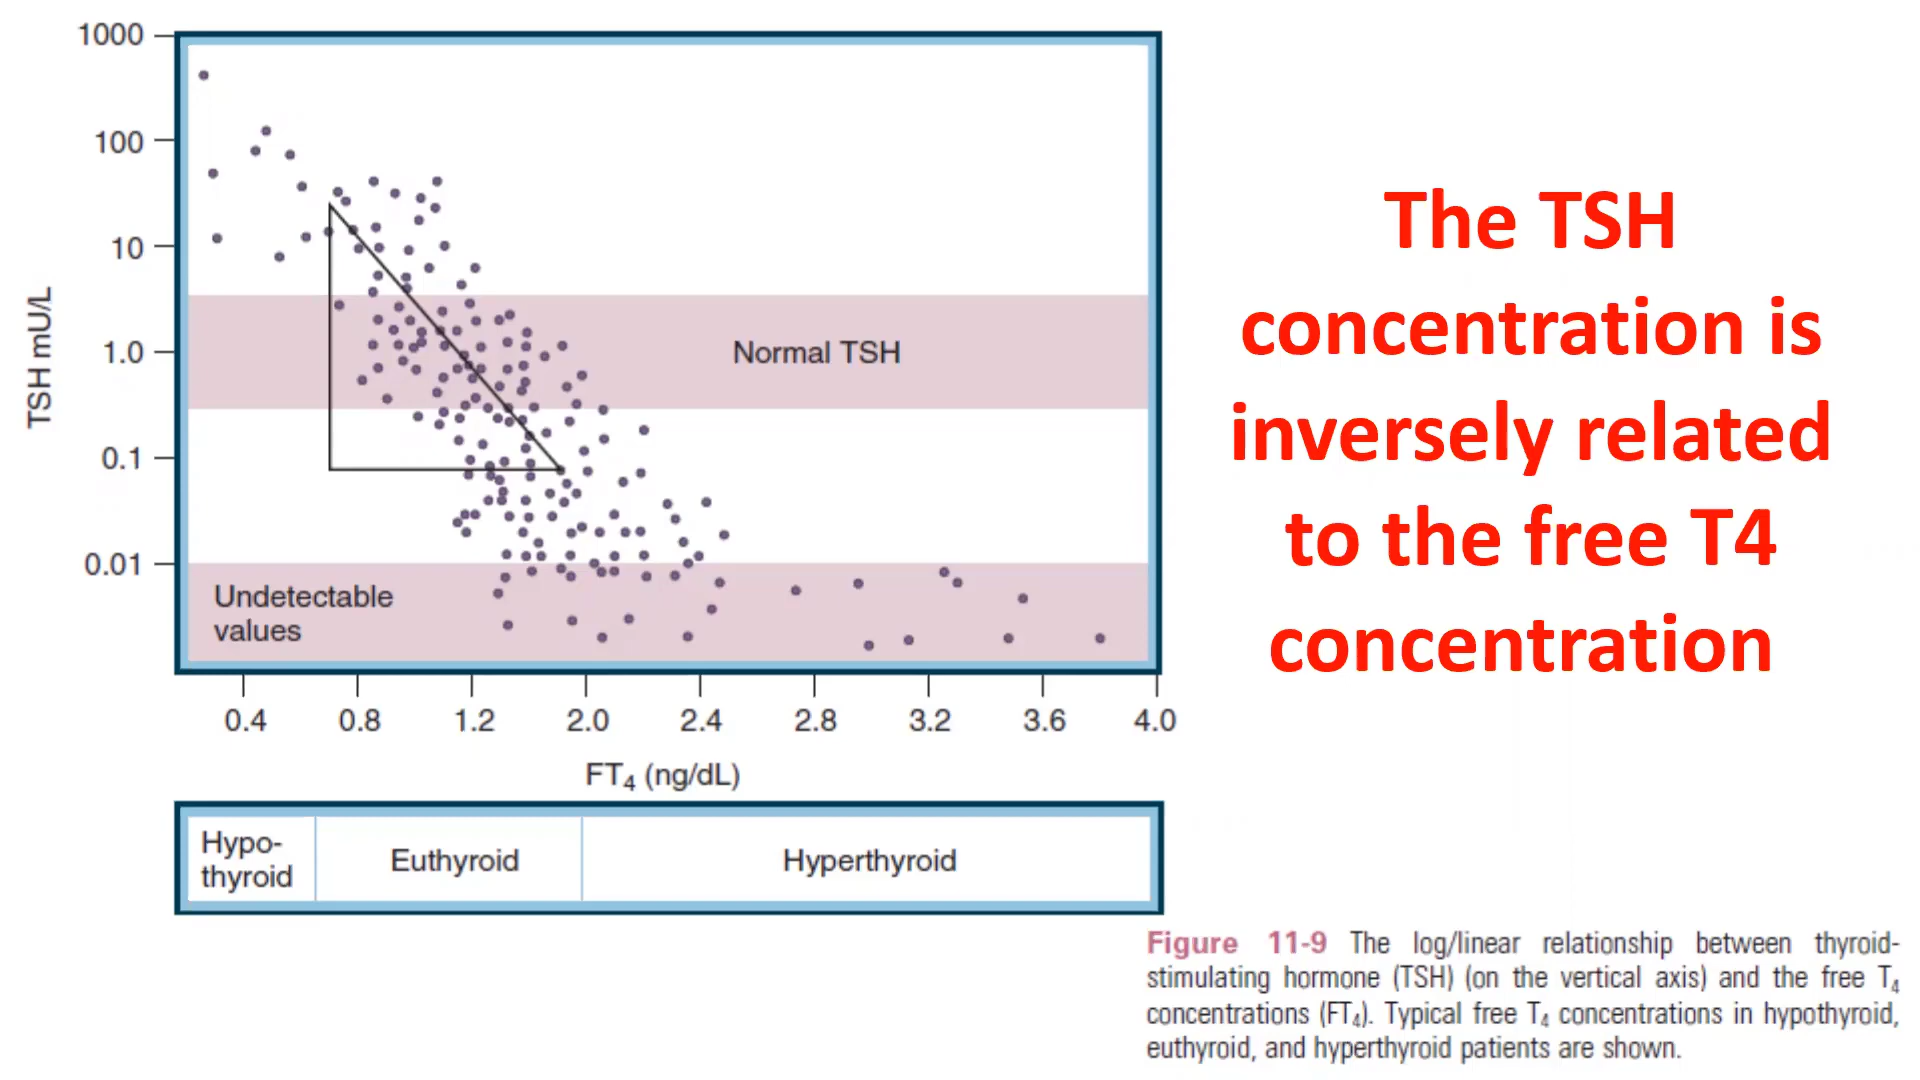 1000
100
10
1.0
0.1
0.01
TSH mU/L
Normal TSH
Undetectable
values
0.4 0.8 1.2 2.0 2.4 2.8 3.2 3.6 4.0
FT4 (ng/dL)
Hypo-
thyroid
Euthyroid
Hyperthyroid
The TSH
concentration is
inversely related
to the free T4
concentration
Figure 11-9 The log/linear relationship between thyroid-
stimulating hormone (TSH) (on the vertical axis) and the free T4
concentrations (FT4). Typical free T4 concentrations in hypothyroid,
euthyroid, and hyperthyroid patients are shown.